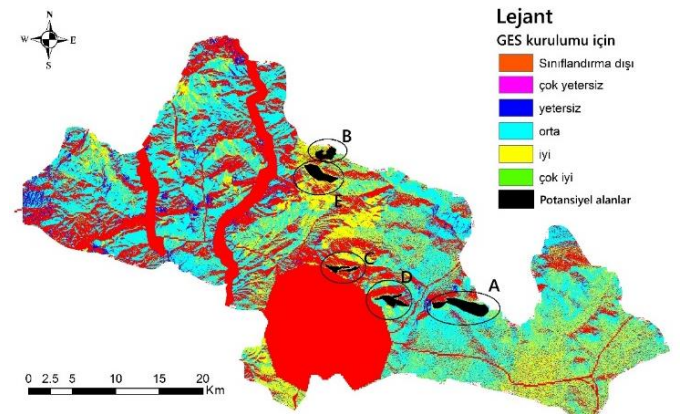 N
W E
S
Lejant
GES kurulumu için
Sınıflandırma dışı
çok yetersiz
yetersiz
orta
iyi
çok iyi
Potansiyel alanlar
B
E
C
D
A
0 2.5 5 10 15 20
Km